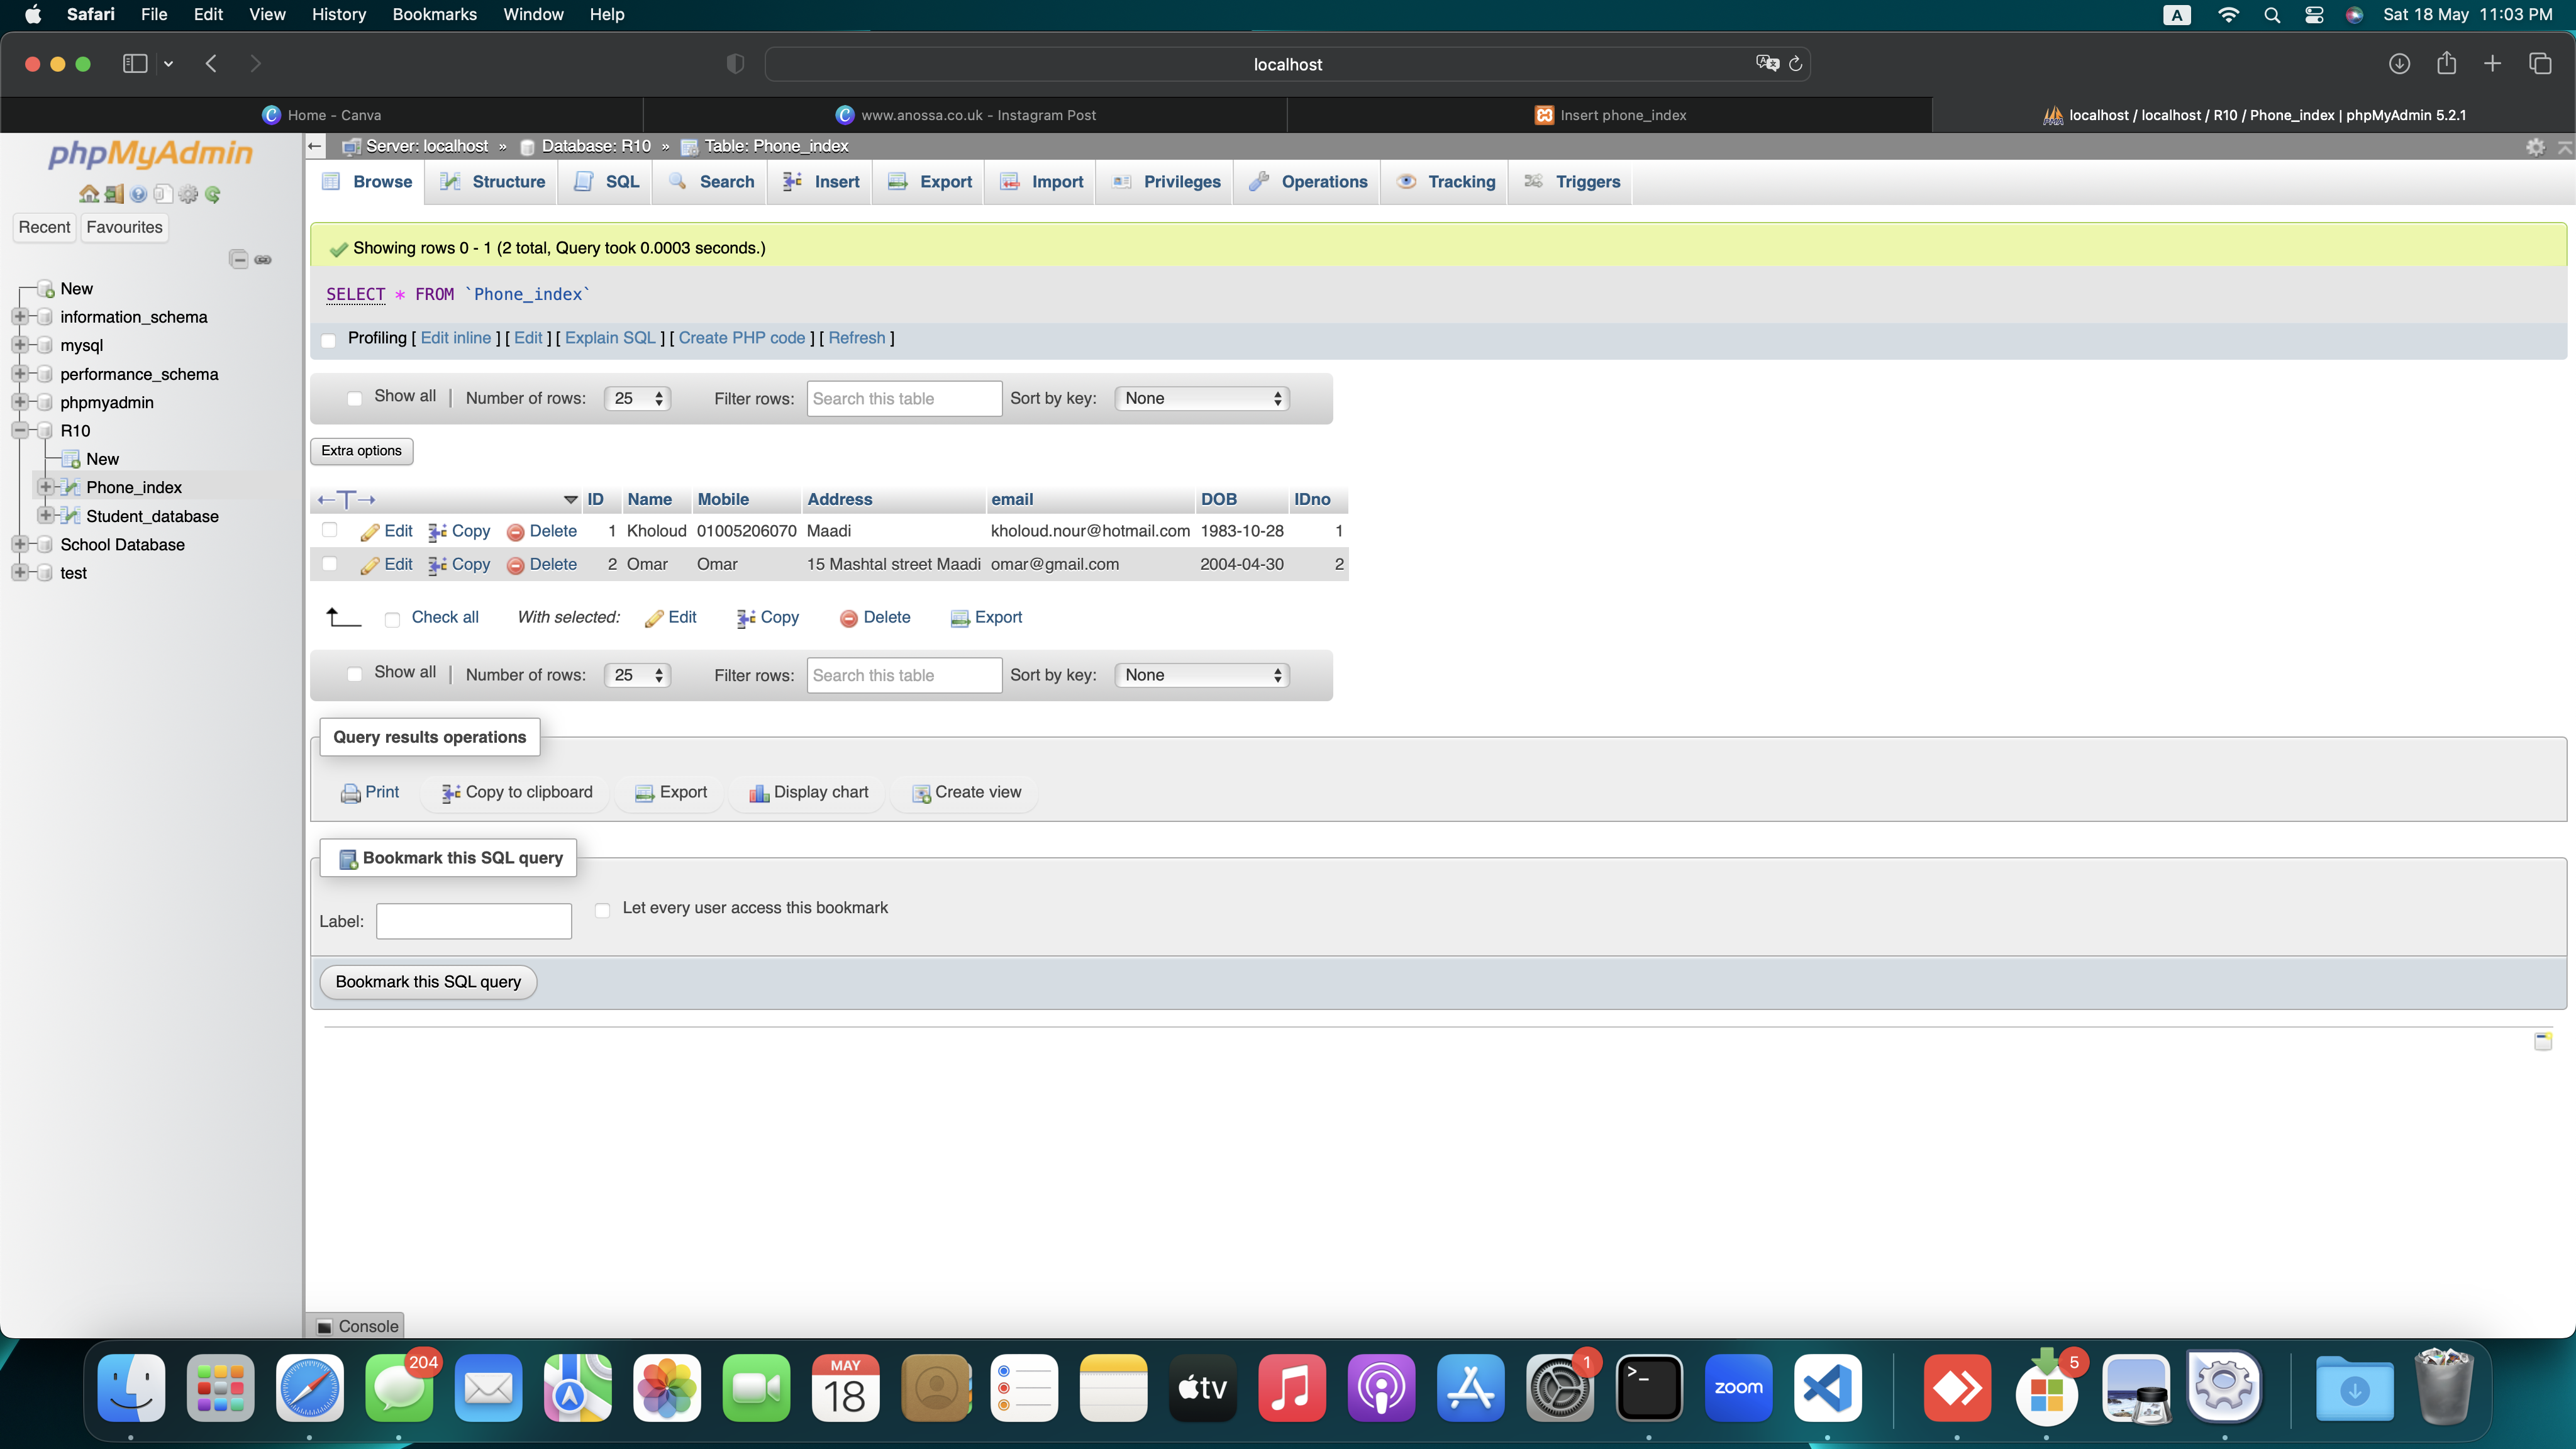 Safari File Edit View History Bookmarks Window Help A Sat 18 May 11:03 PM
localhost
Home - Canva www.anossa.co.uk - Instagram Post Insert phone_index localhost / localhost / R10 / Phone_index | phpMyAdmin 5.2.1
phpMyAdmin
Recent Favourites
New
information_schema
mysql
performance_schema
phpmyadmin
R10
New
Phone_index
Student_database
School Database
test
Server: localhost » Database: R10 » Table: Phone_index
Browse Structure SQL Search Insert Export Import Privileges Operations Tracking Triggers
Showing rows 0 - 1 (2 total, Query took 0.0003 seconds.)
SELECT * FROM `Phone_index`
Profiling [ Edit inline ] [ Edit ] [ Explain SQL ] [ Create PHP code ] [ Refresh ]
Show all | Number of rows: 25 Filter rows: Search this table Sort by key: None
Extra options
←T→ ID Name Mobile Address email DOB IDno
Edit Copy Delete 1 Kholoud 01005206070 Maadi kholoud.nour@hotmail.com 1983-10-28 1
Edit Copy Delete 2 Omar Omar 15 Mashtal street Maadi omar@gmail.com 2004-04-30 2
Check all With selected: Edit Copy Delete Export
Show all | Number of rows: 25 Filter rows: Search this table Sort by key: None
Query results operations
Print Copy to clipboard Export Display chart Create view
Bookmark this SQL query
Label: Let every user access this bookmark
Bookmark this SQL query
Console
204 MAY 18 tv 1 >_ zoom 5